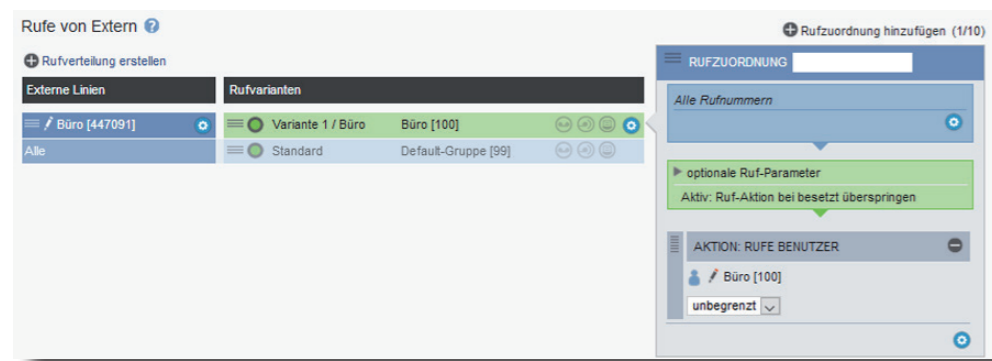 Rufe von Extern
Rufzuordnung hinzufügen (1/10)
Rufverteilung erstellen
Externe Linien
Rufvarianten
Büro [447091]
Variante 1 / Büro Büro [100]
Alle
Standard Default-Gruppe [99]
RUFZUORDNUNG
Alle Rufnummern
optionale Ruf-Parameter
Aktiv: Ruf-Aktion bei besetzt überspringen
AKTION: RUFE BENUTZER
Büro [100]
unbegrenzt